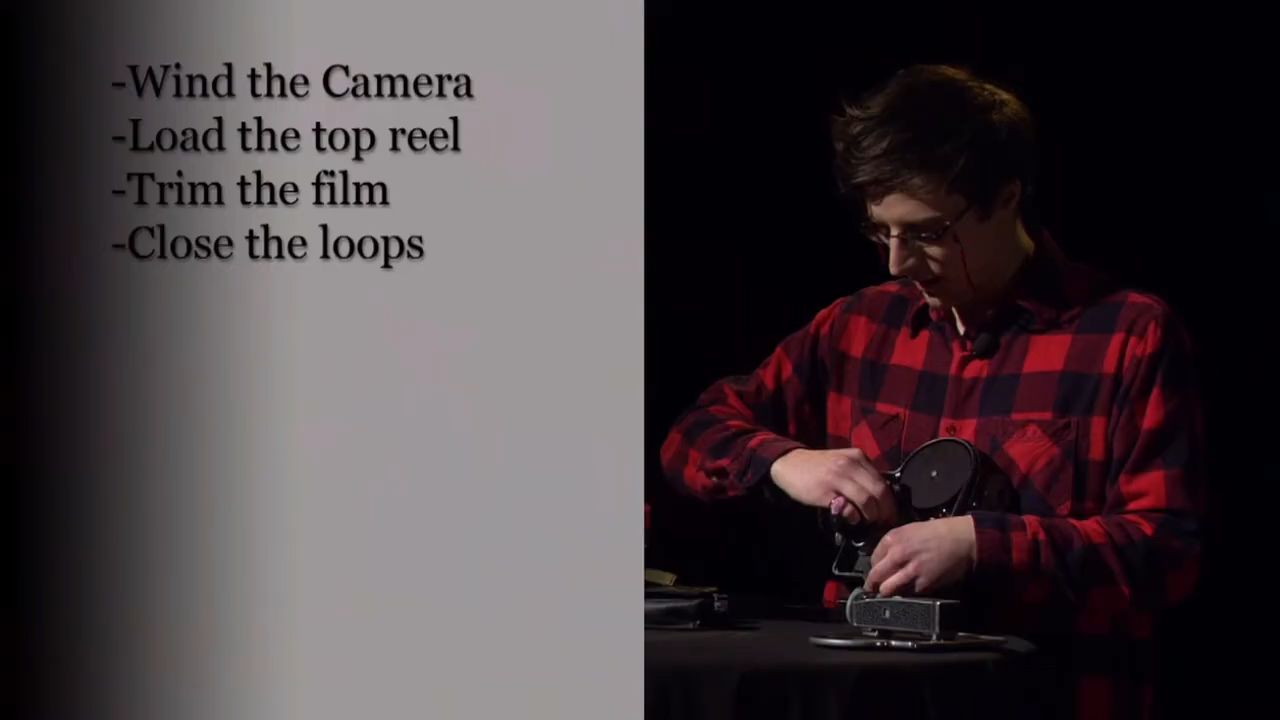 -Wind the Camera
-Load the top reel
-Trim the film
-Close the loops